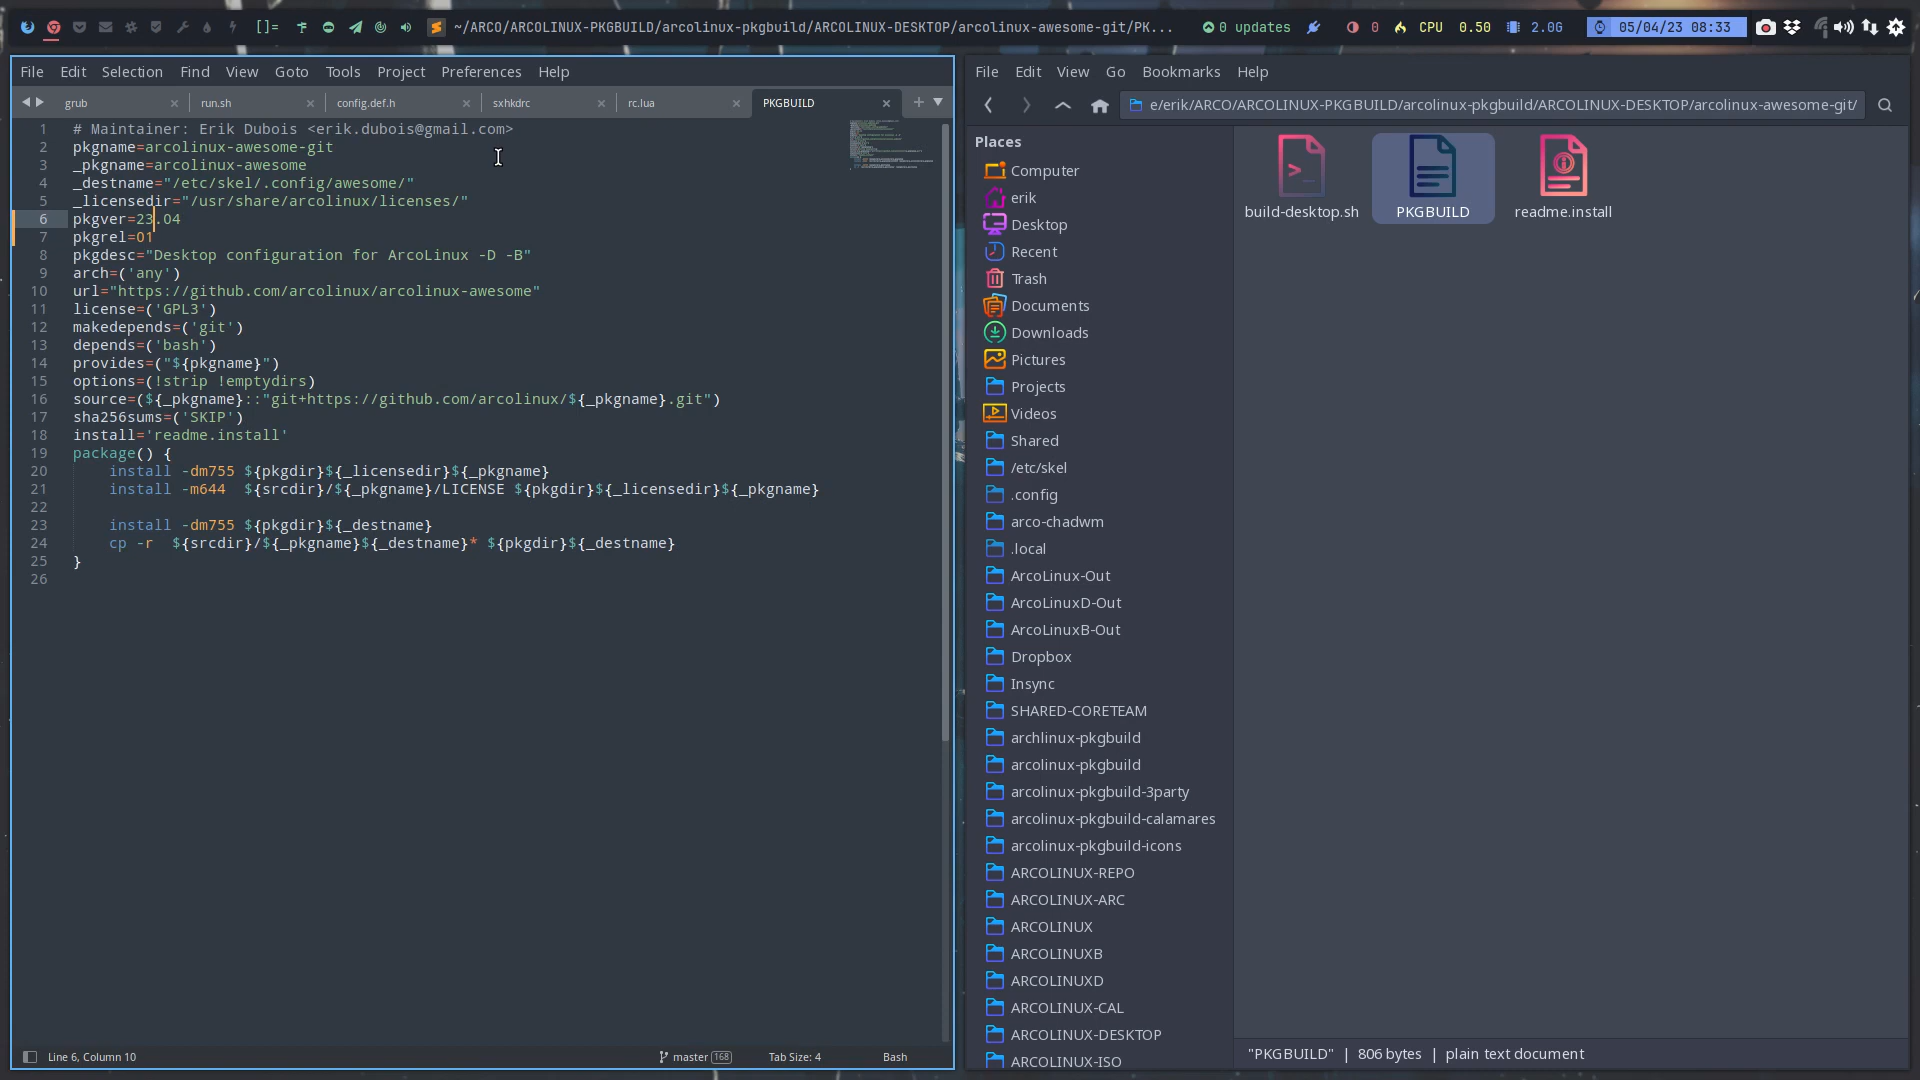 []= ~/ARCO/ARCOLINUX-PKGBUILD/arcolinux-pkgbuild/ARCOLINUX-DESKTOP/arcolinux-awesome-git/PK... 0 updates 0 CPU 0.50 2.0G 05/04/23 08:33
File Edit Selection Find View Goto Tools Project Preferences Help
grub run.sh config.def.h sxhkdrc rc.lua PKGBUILD
1 # Maintainer: Erik Dubois <erik.dubois@gmail.com>
2 pkgname=arcolinux-awesome-git
3 _pkgname=arcolinux-awesome
4 _destname="/etc/skel/.config/awesome/"
5 _licensedir="/usr/share/arcolinux/licenses/"
6 pkgver=23.04
7 pkgrel=01
8 pkgdesc="Desktop configuration for ArcoLinux -D -B"
9 arch=('any')
10 url="https://github.com/arcolinux/arcolinux-awesome"
11 license=('GPL3')
12 makedepends=('git')
13 depends=('bash')
14 provides=("${pkgname}")
15 options=(!strip !emptydirs)
16 source=(${_pkgname}::"git+https://github.com/arcolinux/${_pkgname}.git")
17 sha256sums=('SKIP')
18 install='readme.install'
19 package() {
20     install -dm755 ${pkgdir}${_licensedir}${_pkgname}
21     install -m644  ${srcdir}/${_pkgname}/LICENSE ${pkgdir}${_licensedir}${_pkgname}
22
23     install -dm755 ${pkgdir}${_destname}
24     cp -r  ${srcdir}/${_pkgname}${_destname}* ${pkgdir}${_destname}
25 }
26
Line 6, Column 10 master 168 Tab Size: 4 Bash
File Edit View Go Bookmarks Help
e/erik/ARCO/ARCOLINUX-PKGBUILD/arcolinux-pkgbuild/ARCOLINUX-DESKTOP/arcolinux-awesome-git/
Places
Computer
erik
Desktop
Recent
Trash
Documents
Downloads
Pictures
Projects
Videos
Shared
/etc/skel
.config
arco-chadwm
.local
ArcoLinux-Out
ArcoLinuxD-Out
ArcoLinuxB-Out
Dropbox
Insync
SHARED-CORETEAM
archlinux-pkgbuild
arcolinux-pkgbuild
arcolinux-pkgbuild-3party
arcolinux-pkgbuild-calamares
arcolinux-pkgbuild-icons
ARCOLINUX-REPO
ARCOLINUX-ARC
ARCOLINUX
ARCOLINUXB
ARCOLINUXD
ARCOLINUX-CAL
ARCOLINUX-DESKTOP
ARCOLINUX-ISO
build-desktop.sh PKGBUILD readme.install
"PKGBUILD" | 806 bytes | plain text document